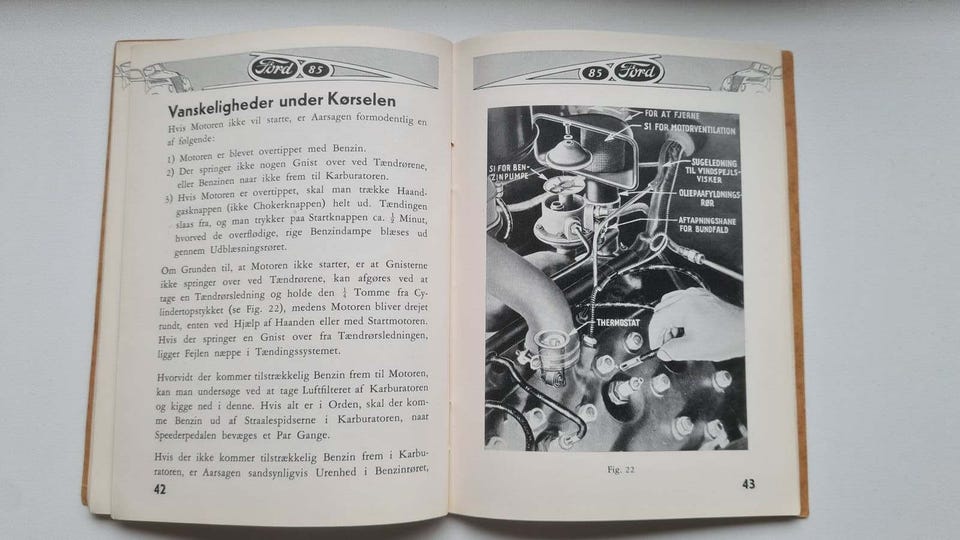 Ford 85
Vanskeligheder under Kørselen
Hvis Motoren ikke vil starte, er Aarsagen formodentlig en
af følgende:
1) Motoren er blevet overtippet med Benzin.
2) Der springer ikke nogen Gnist over ved Tændrørene,
eller Benzinen naar ikke frem til Karburatoren.
3) Hvis Motoren er overtippet, skal man trække Haand-
gasknappen (ikke Chokerknappen) helt ud. Tændingen
slaas fra, og man trykker paa Startknappen ca. ½ Minut,
hvorved de overflødige, rige Benzindampe blæses ud
gennem Udblæsningsrøret.
Om Grunden til, at Motoren ikke starter, er at Gnisterne
ikke springer over ved Tændrørene, kan afgøres ved at
tage en Tændrørsledning og holde den ¼ Tomme fra Cy-
lindertopstykket (se Fig. 22), medens Motoren bliver drejet
rundt, enten ved Hjælp af Haanden eller med Startmotoren.
Hvis der springer en Gnist over fra Tændrørsledningen,
ligger Fejlen næppe i Tændingssystemet.
Hvorvidt der kommer tilstrækkelig Benzin frem til Motoren,
kan man undersøge ved at tage Luftfilteret af Karburatoren
og kigge ned i denne. Hvis alt er i Orden, skal der kom-
me Benzin ud af Straalespidserne i Karburatoren, naar
Speederpedalen bevæges et Par Gange.
Hvis der ikke kommer tilstrækkelig Benzin frem i Karbu-
ratoren, er Aarsagen sandsynligvis Urenhed i Benzinrøret,
42
85 Ford
FOR AT FJERNE
SI FOR MOTORVENTILATION
SI FOR BEN-
ZINPUMPE
SUGELEDNING
TIL VINDSPEJLS-
VISKER
OLIEPAAFYLDNINGS-
RØR
AFTAPNINGSHANE
FOR BUNDFALD
THERMOSTAT
Fig. 22
43